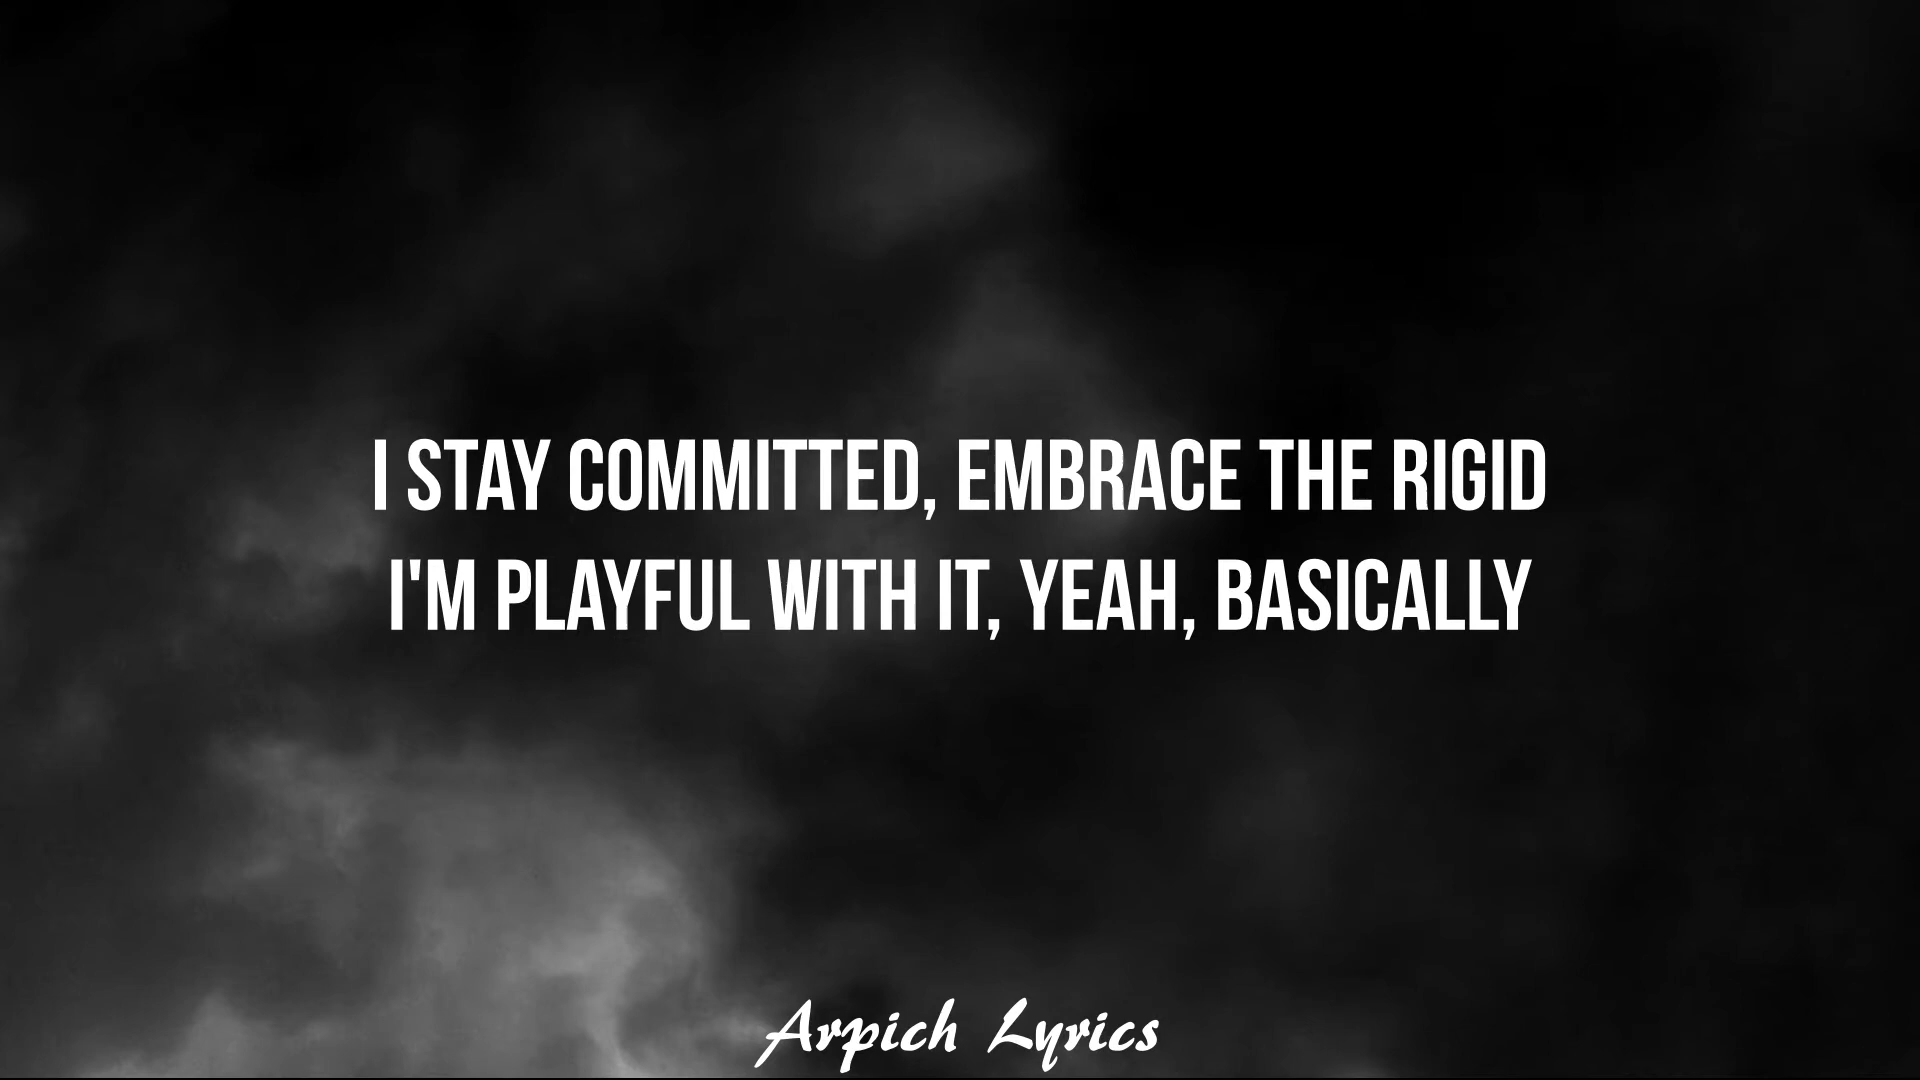 I STAY COMMITTED, EMBRACE THE RIGID
I'M PLAYFUL WITH IT, YEAH, BASICALLY
Arpich Lyrics